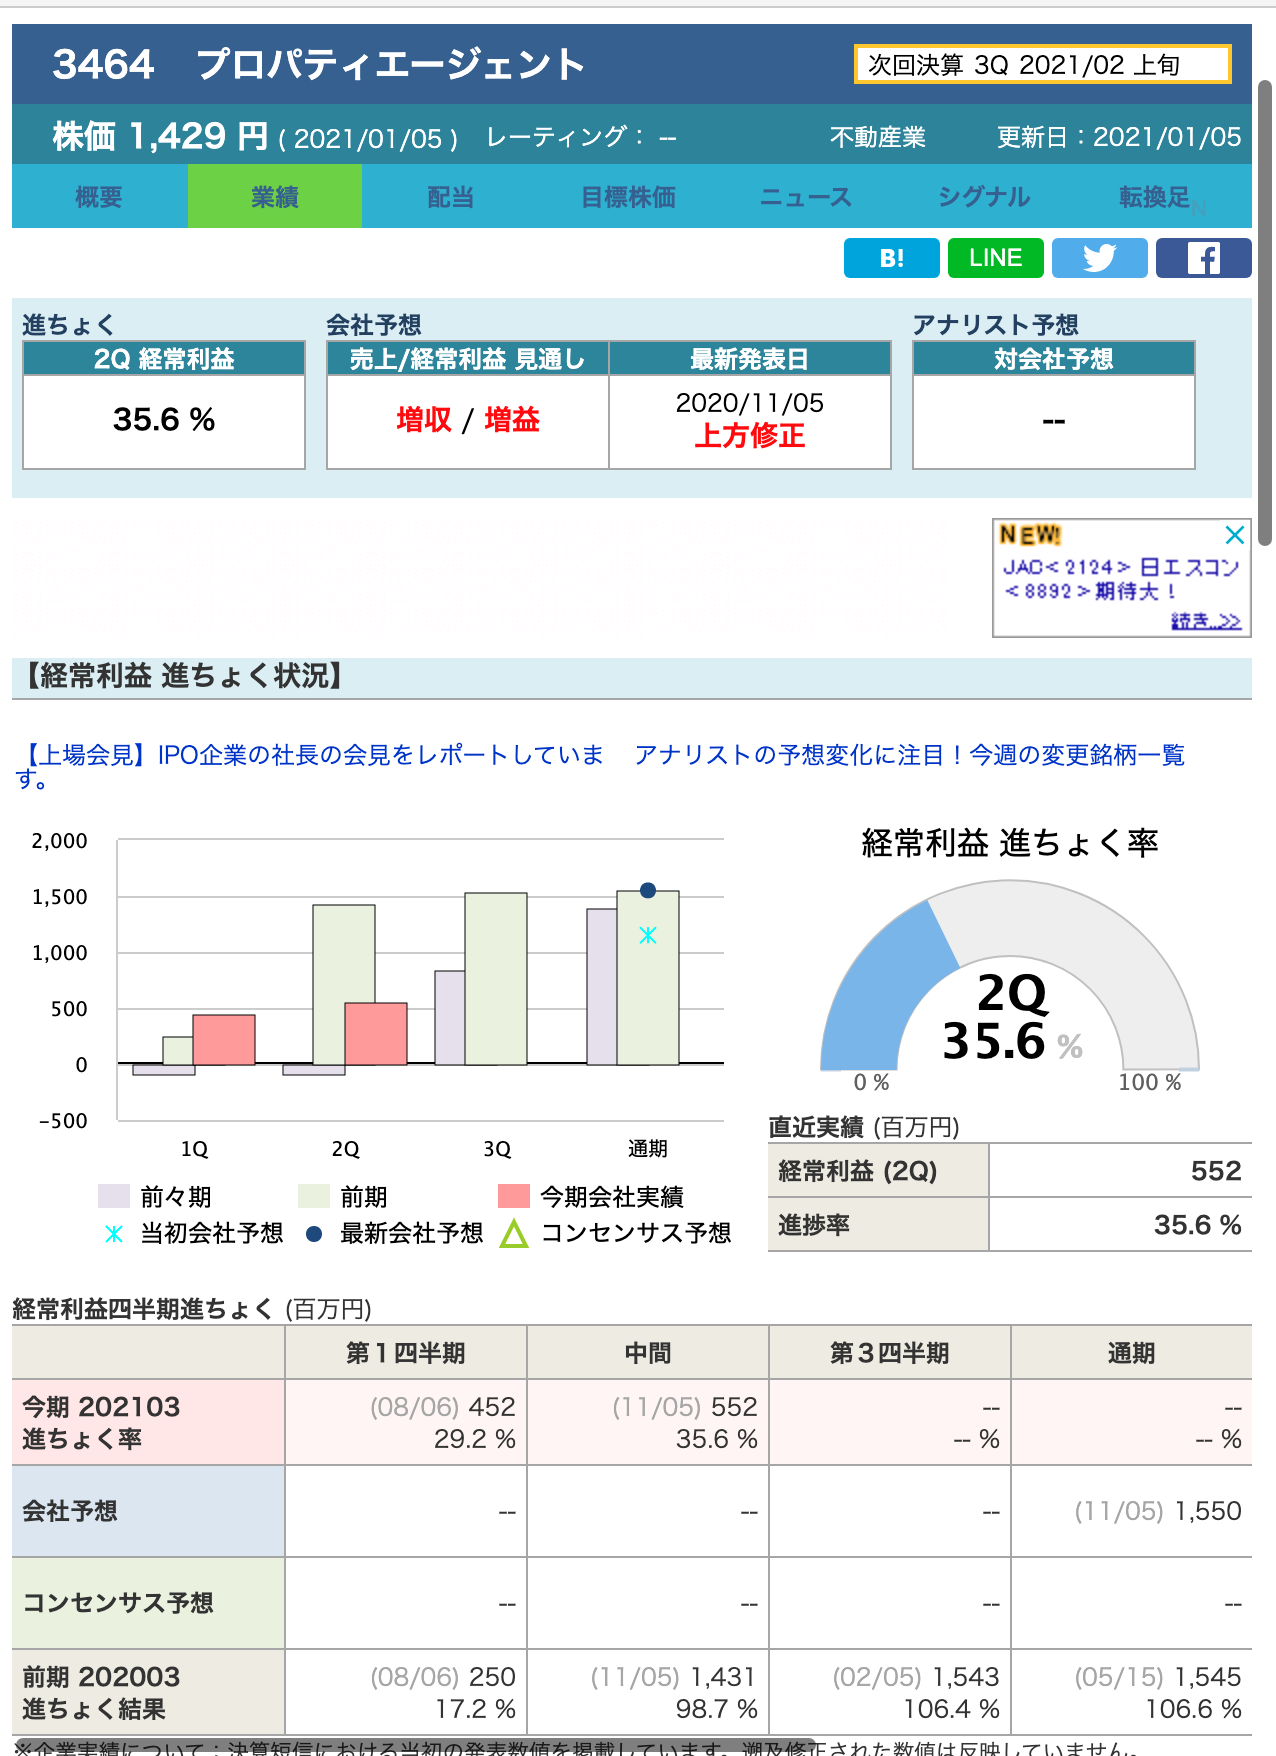 3464 プロパティエージェント
次回決算 3Q 2021/02 上旬
株価 1,429 円 ( 2021/01/05 ) レーティング： -- 不動産業 更新日：2021/01/05
概要 業績 配当 目標株価 ニュース シグナル 転換足
B! LINE
進ちょく 会社予想 アナリスト予想
2Q 経常利益 売上/経常利益 見通し 最新発表日 対会社予想
35.6 % 増収 / 増益 2020/11/05 --
上方修正
NEW!
JAC<2124>日エスコン
<8892>期待大！
続き..>>
【経常利益 進ちょく状況】
【上場会見】IPO企業の社長の会見をレポートしています。
アナリストの予想変化に注目！今週の変更銘柄一覧
2,000
1,500
1,000
500
0
-500
1Q 2Q 3Q 通期
前々期 前期 今期会社実績
当初会社予想 最新会社予想 コンセンサス予想
経常利益 進ちょく率
2Q
35.6 %
0 % 100 %
直近実績 (百万円)
経常利益 (2Q) 552
進捗率 35.6 %
経常利益四半期進ちょく (百万円)
第１四半期 中間 第３四半期 通期
今期 202103 (08/06) 452 (11/05) 552 -- --
進ちょく率 29.2 % 35.6 % -- % -- %
会社予想 -- -- -- (11/05) 1,550
コンセンサス予想 -- -- -- --
前期 202003 (08/06) 250 (11/05) 1,431 (02/05) 1,543 (05/15) 1,545
進ちょく結果 17.2 % 98.7 % 106.4 % 106.6 %
※企業実績について：決算短信における当初の発表数値を掲載しています。遡及修正された数値は反映していません。